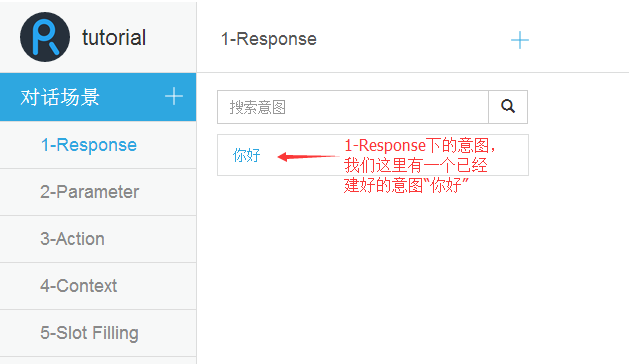 tutorial
1-Response
对话场景
搜索意图
1-Response
你好
1-Response下的意图，
我们这里有一个已经
建好的意图“你好”
2-Parameter
3-Action
4-Context
5-Slot Filling